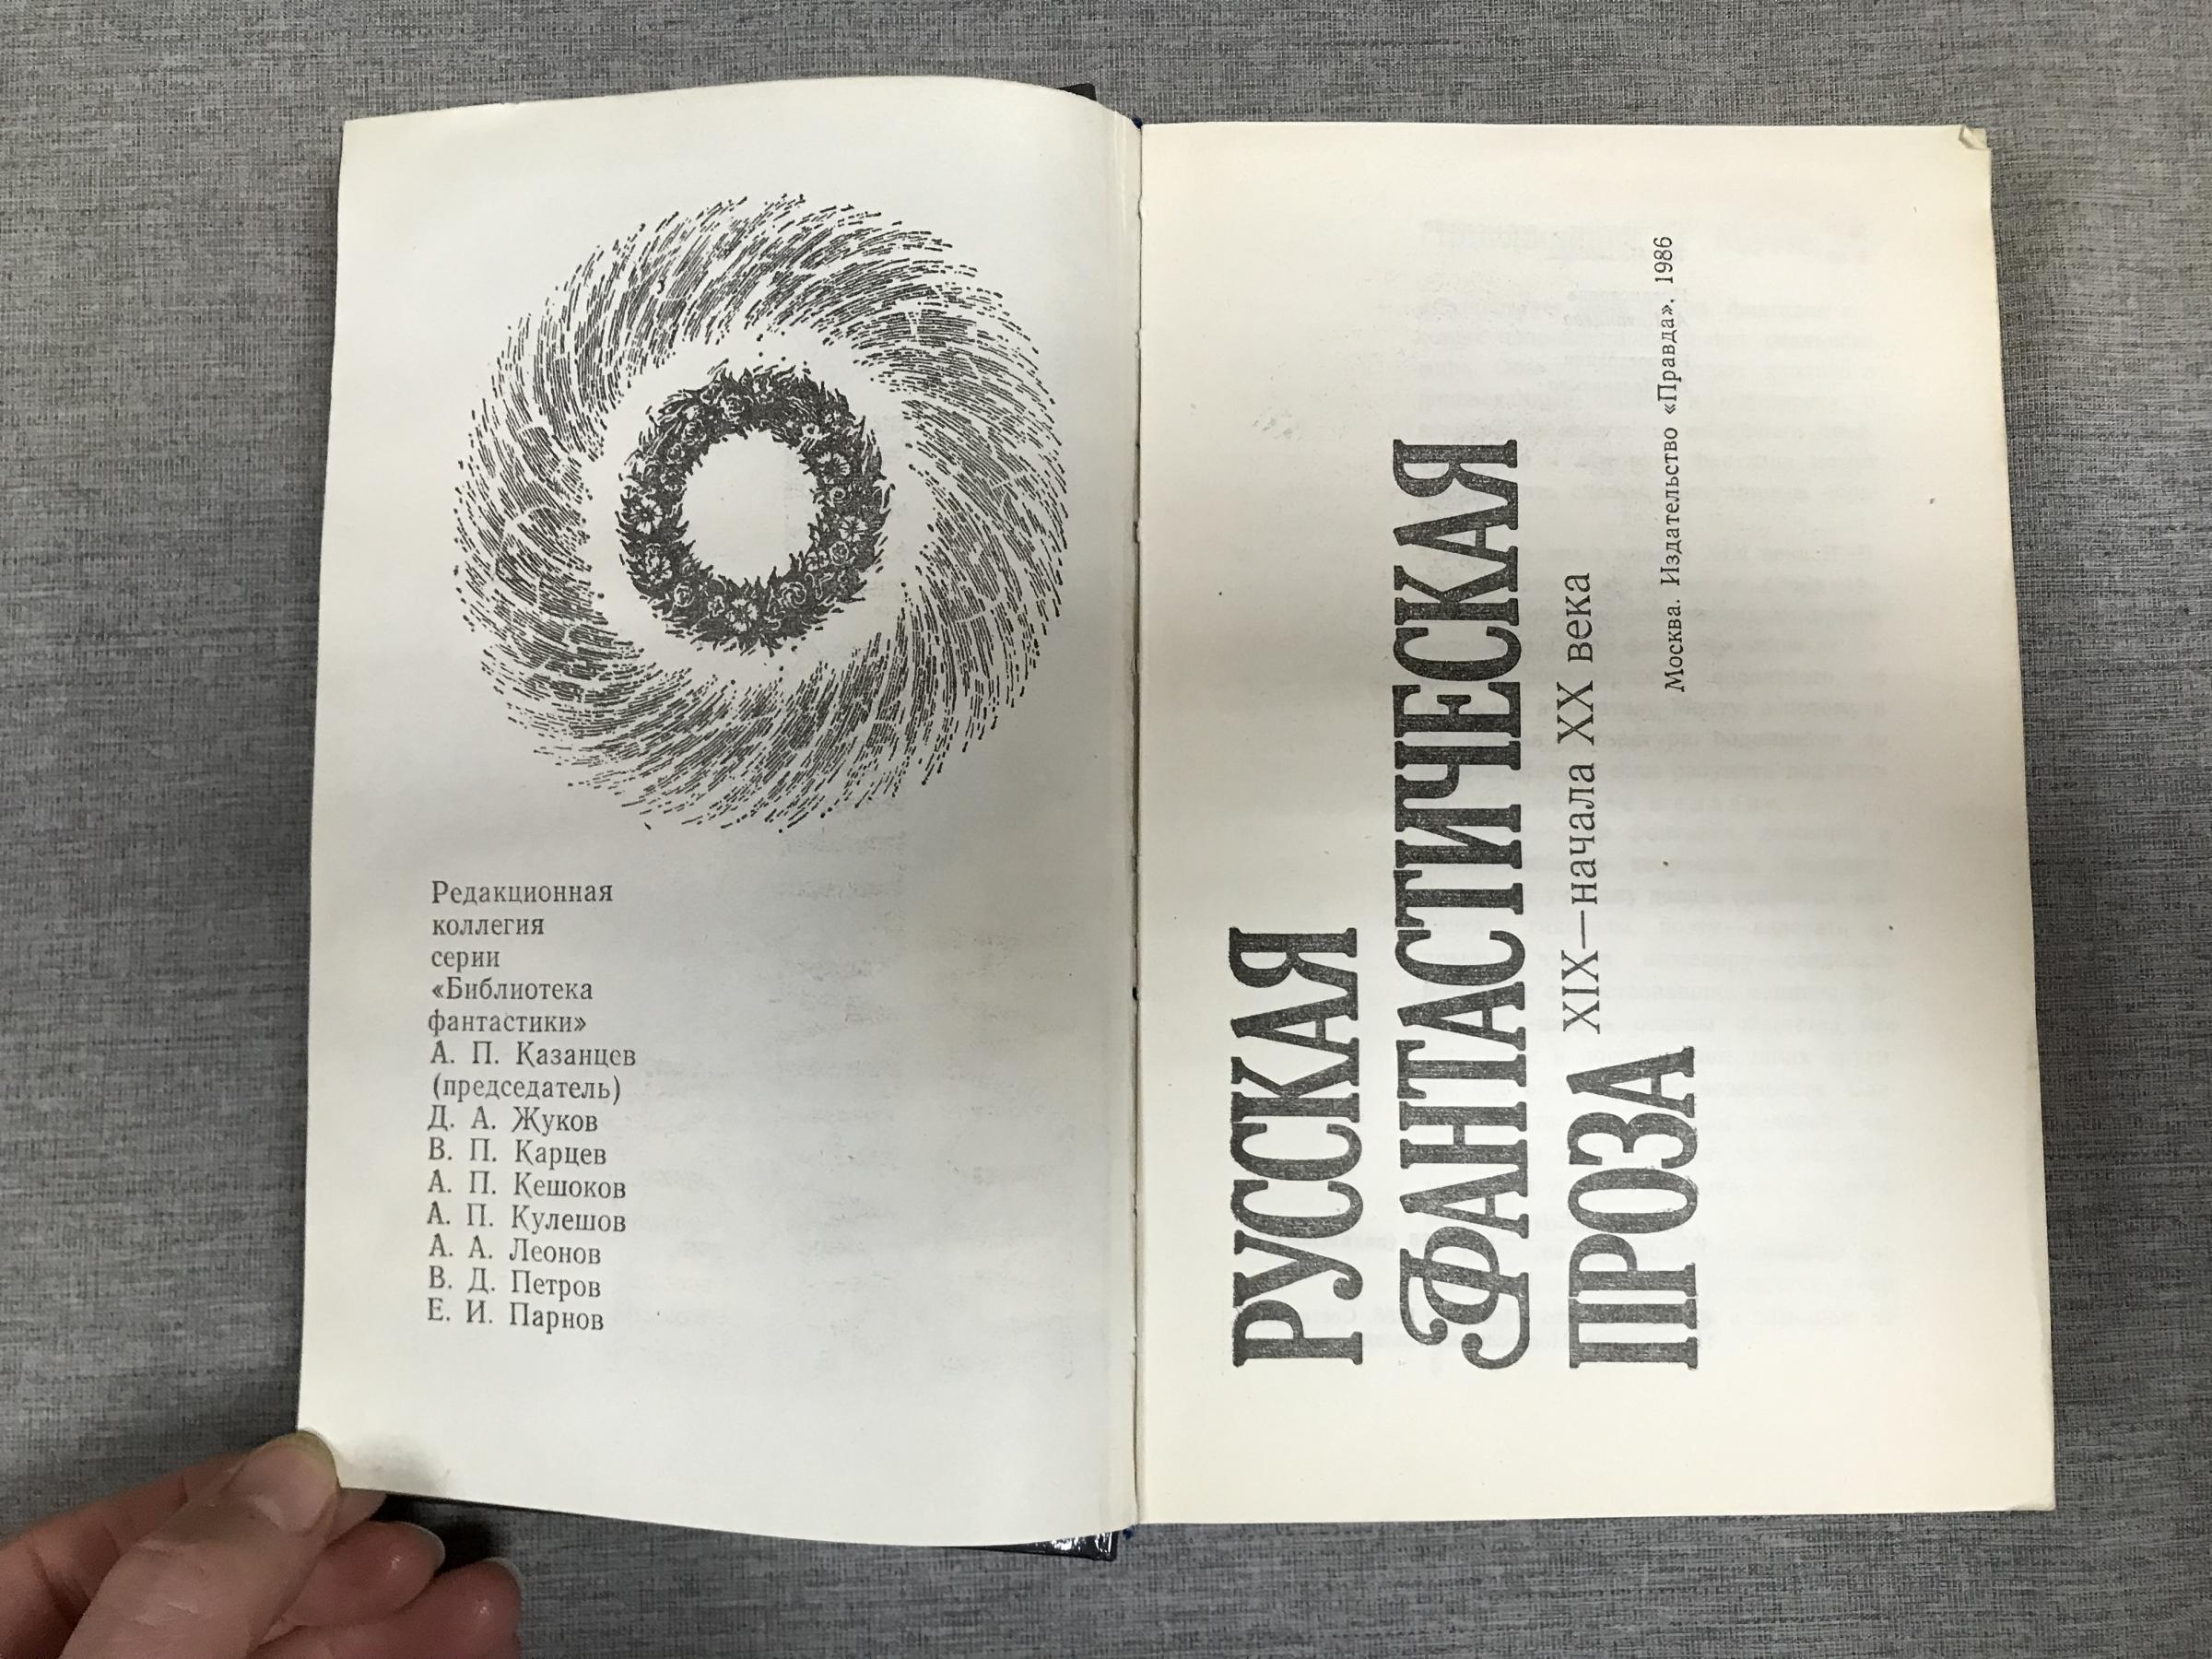 Редакционная
коллегия
серии
«Библиотека
фантастики»
А. П. Казанцев
(председатель)
Д. А. Жуков
В. П. Карцев
А. П. Кешоков
А. П. Кулешов
А. А. Леонов
В. Д. Петров
Е. И. Парнов
РУССКАЯ
ФАНТАСТИЧЕСКАЯ
ПРОЗА XIX—начала XX века
Москва. Издательство «Правда», 1986